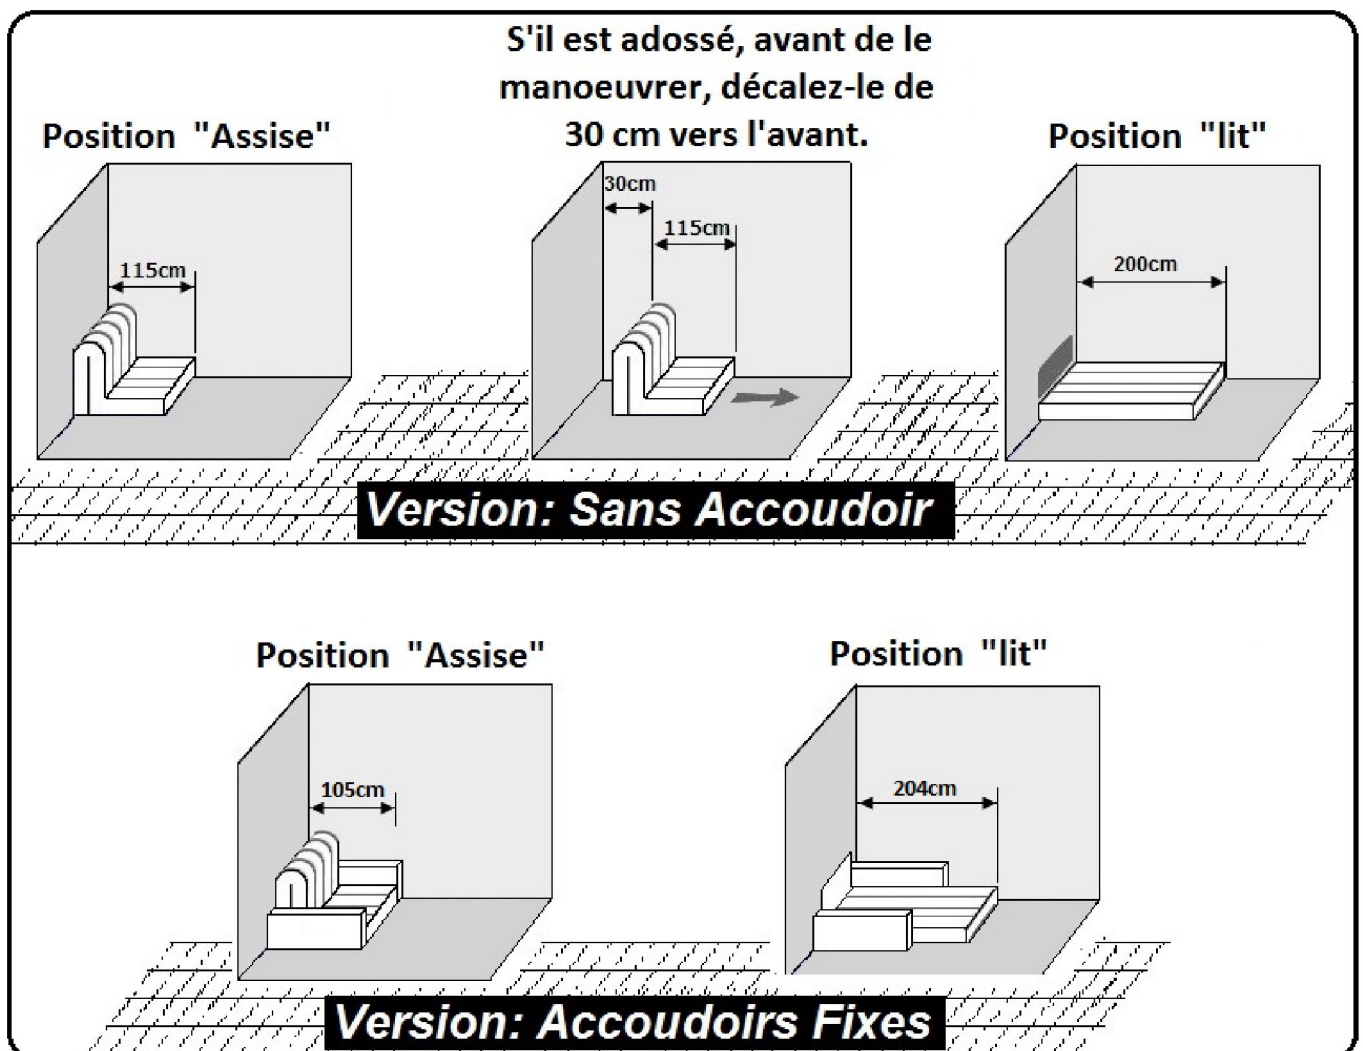 S'il est adossé, avant de le
manoeuvrer, décalez-le de
30 cm vers l'avant.
Position "Assise"
Position "lit"
115cm
30cm
115cm
200cm
Version: Sans Accoudoir
Position "Assise"
Position "lit"
105cm
204cm
Version: Accoudoirs Fixes